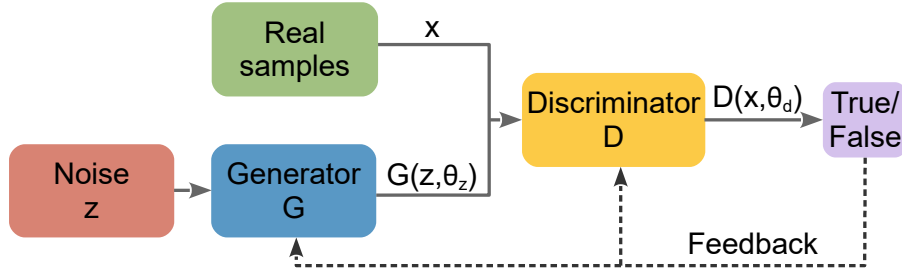 Real
samples
x
Discriminator
D
D(x,θd)
True/
False
Noise
z
Generator
G
G(z,θz)
Feedback